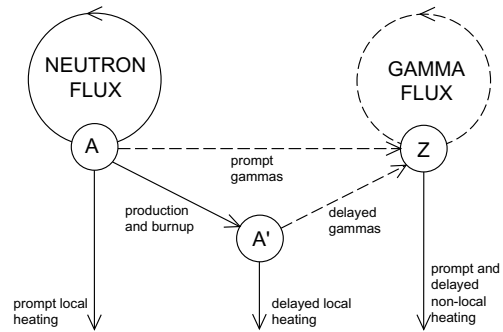 NEUTRON
FLUX
GAMMA
FLUX
A
Z
prompt
gammas
production
and burnup
A'
delayed
gammas
prompt local
heating
delayed local
heating
prompt and
delayed
non-local
heating